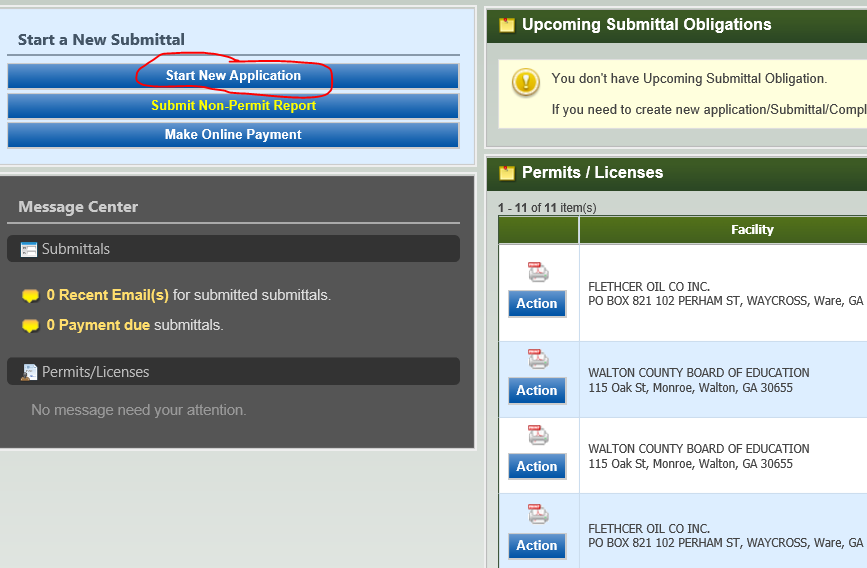 Start a New Submittal
Start New Application
Submit Non-Permit Report
Make Online Payment
Message Center
Submittals
0 Recent Email(s) for submitted submittals.
0 Payment due submittals.
Permits/Licenses
No message need your attention.
Upcoming Submittal Obligations
You don't have Upcoming Submittal Obligation.
If you need to create new application/Submittal/Compl
Permits / Licenses
1 - 11 of 11 item(s)
Facility
Action
FLETHCER OIL CO INC.
PO BOX 821 102 PERHAM ST, WAYCROSS, Ware, GA
Action
WALTON COUNTY BOARD OF EDUCATION
115 Oak St, Monroe, Walton, GA 30655
Action
WALTON COUNTY BOARD OF EDUCATION
115 Oak St, Monroe, Walton, GA 30655
Action
FLETHCER OIL CO INC.
PO BOX 821 102 PERHAM ST, WAYCROSS, Ware, GA